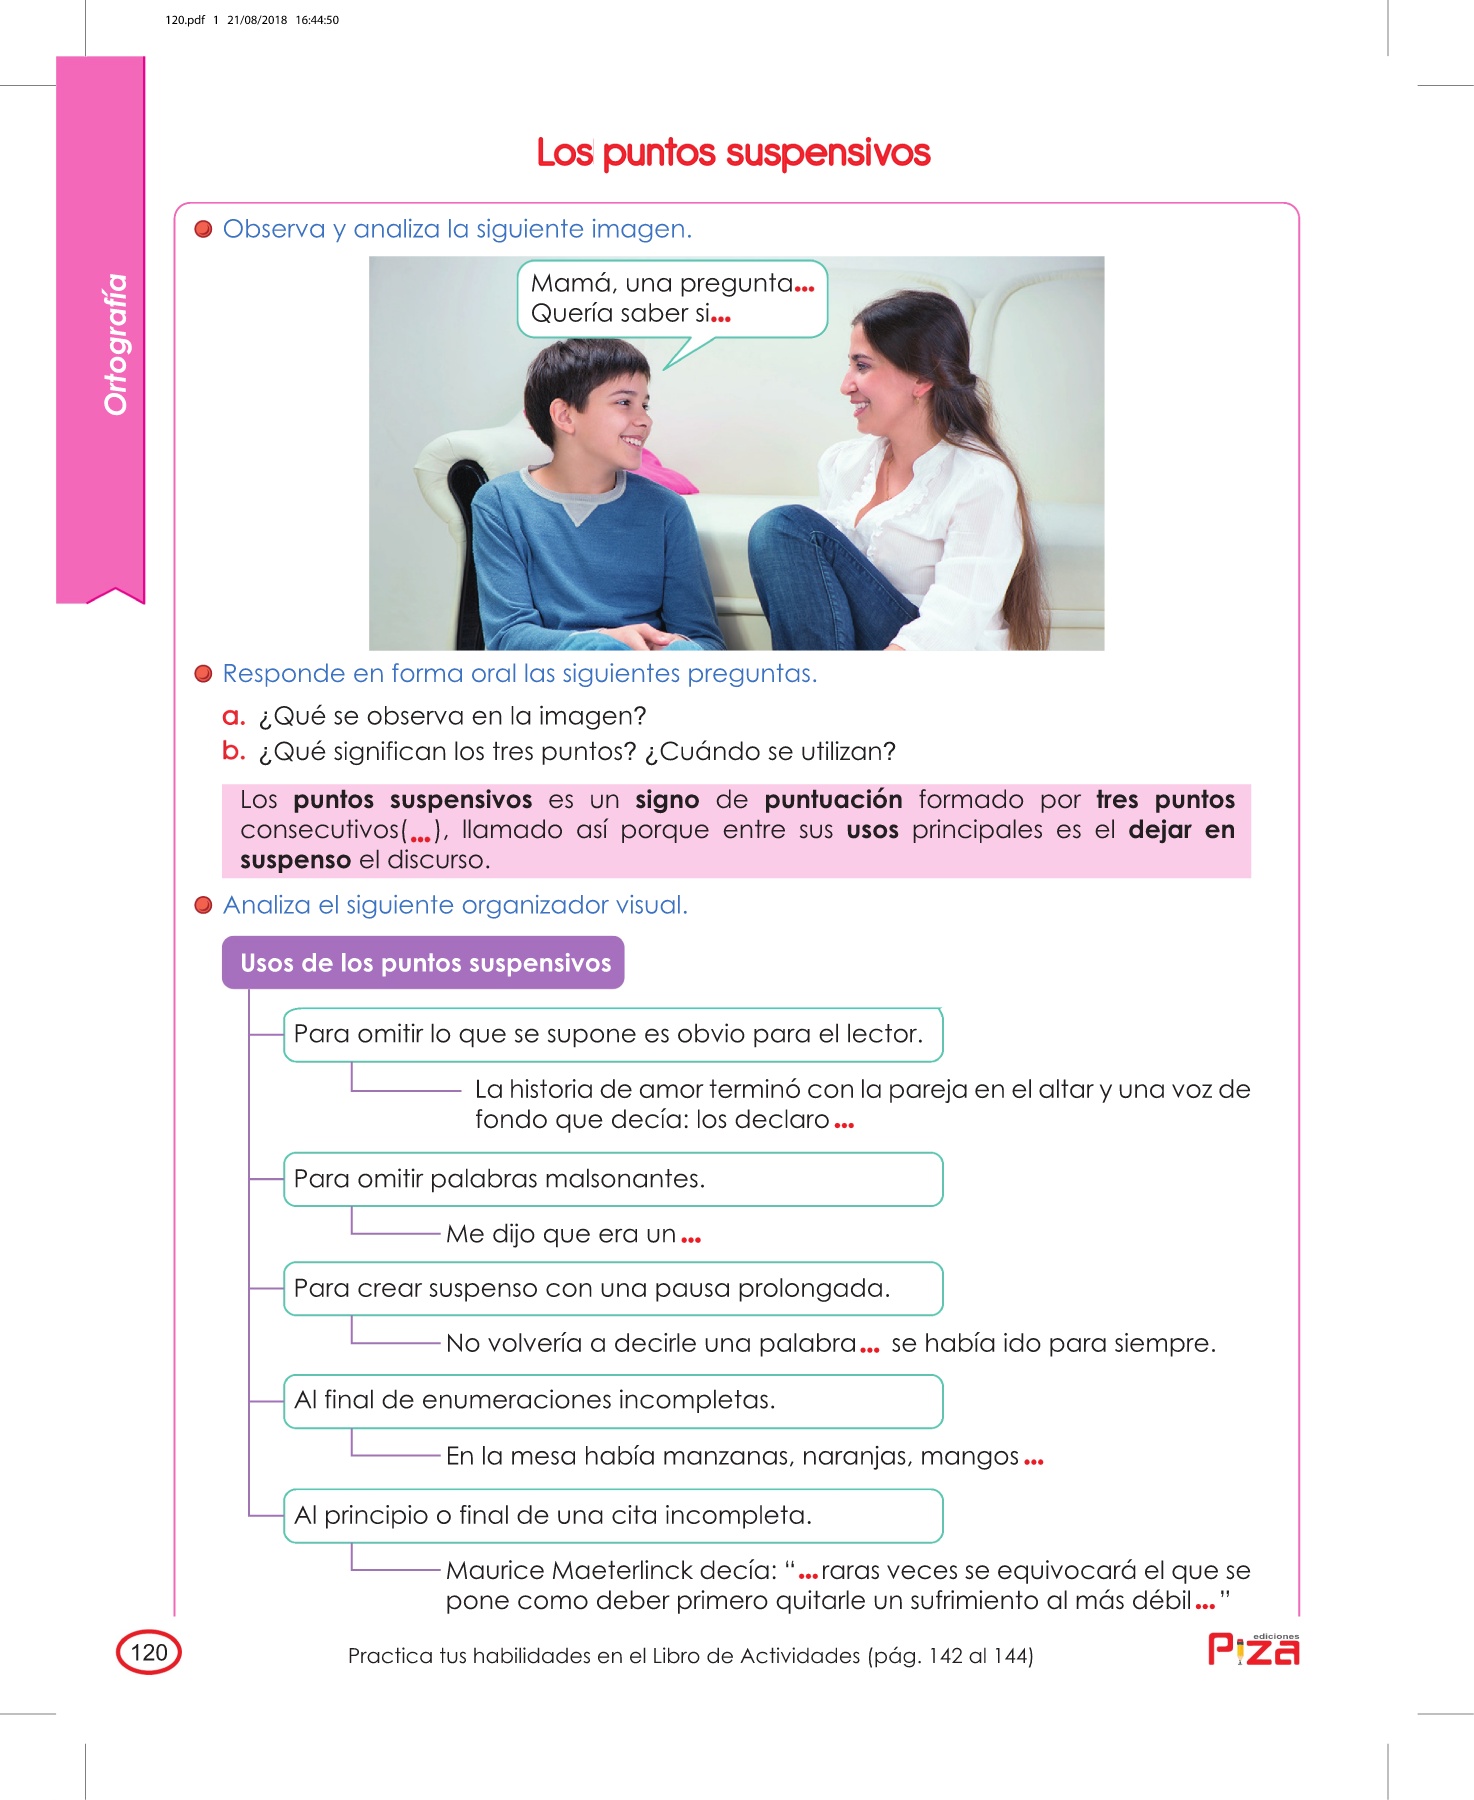 120.pdf 1 21/08/2018 16:44:50
Ortografía
Los puntos suspensivos
Observa y analiza la siguiente imagen.
Mamá, una pregunta...
Quería saber si...
Responde en forma oral las siguientes preguntas.
a. ¿Qué se observa en la imagen?
b. ¿Qué significan los tres puntos? ¿Cuándo se utilizan?
Los puntos suspensivos es un signo de puntuación formado por tres puntos
consecutivos(...), llamado así porque entre sus usos principales es el dejar en
suspenso el discurso.
Analiza el siguiente organizador visual.
Usos de los puntos suspensivos
Para omitir lo que se supone es obvio para el lector.
La historia de amor terminó con la pareja en el altar y una voz de
fondo que decía: los declaro...
Para omitir palabras malsonantes.
Me dijo que era un...
Para crear suspenso con una pausa prolongada.
No volvería a decirle una palabra... se había ido para siempre.
Al final de enumeraciones incompletas.
En la mesa había manzanas, naranjas, mangos...
Al principio o final de una cita incompleta.
Maurice Maeterlinck decía: “...raras veces se equivocará el que se
pone como deber primero quitarle un sufrimiento al más débil...”
120
Practica tus habilidades en el Libro de Actividades (pág. 142 al 144)
ediciones
Piza